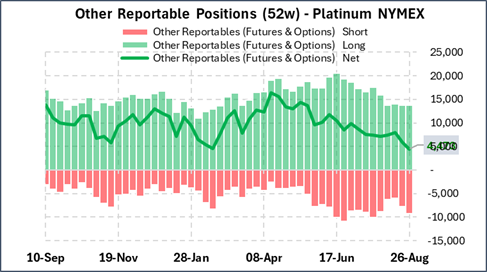 Other Reportable Positions (52w) - Platinum NYMEX
Other Reportables (Futures & Options) Short
Other Reportables (Futures & Options) Long
Other Reportables (Futures & Options) Net
25,000
20,000
15,000
10,000
5,000
-
-5,000
-10,000
-15,000
10-Sep 19-Nov 28-Jan 08-Apr 17-Jun 26-Aug